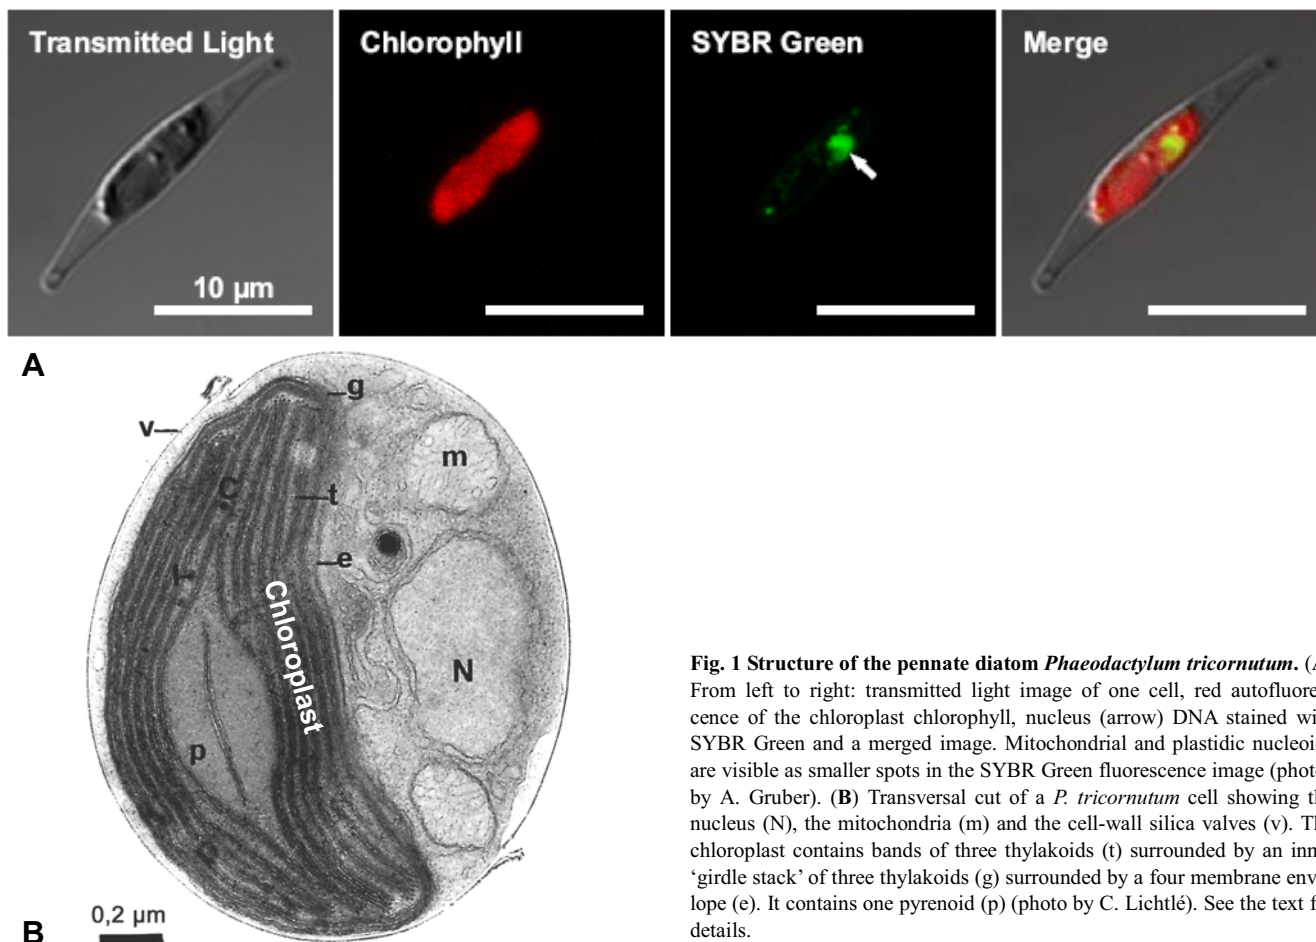 Transmitted Light
Chlorophyll
SYBR Green
Merge
10 µm
A
g
v
m
C
t
e
l
Chloroplast
N
p
0,2 µm
B
Fig. 1 Structure of the pennate diatom Phaeodactylum tricornutum. (A
From left to right: transmitted light image of one cell, red autofluore
cence of the chloroplast chlorophyll, nucleus (arrow) DNA stained wi
SYBR Green and a merged image. Mitochondrial and plastidic nucleoi
are visible as smaller spots in the SYBR Green fluorescence image (photo
by A. Gruber). (B) Transversal cut of a P. tricornutum cell showing th
nucleus (N), the mitochondria (m) and the cell-wall silica valves (v). Th
chloroplast contains bands of three thylakoids (t) surrounded by an inn
‘girdle stack’ of three thylakoids (g) surrounded by a four membrane env
lope (e). It contains one pyrenoid (p) (photo by C. Lichtlé). See the text f
details.